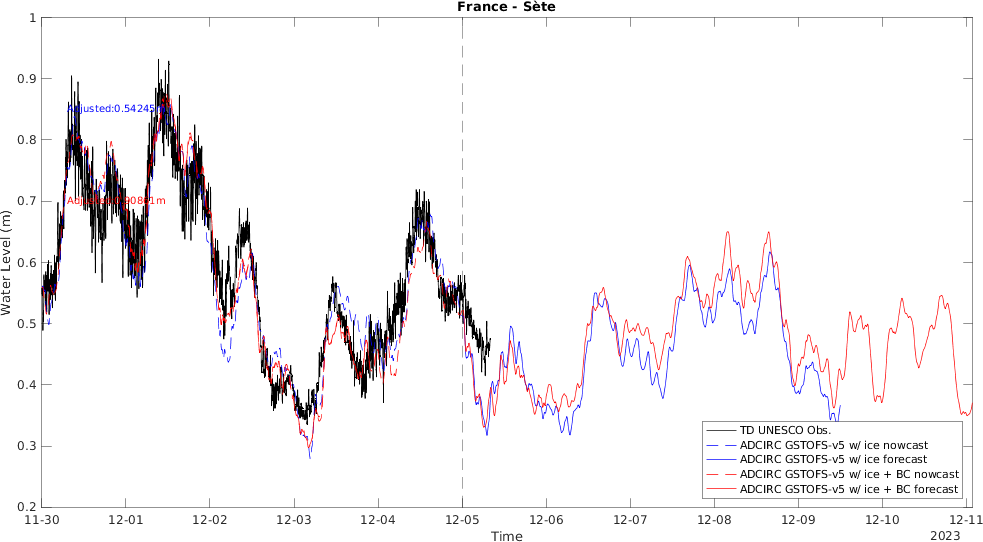 France - Sète
Water Level (m)
1
0.9
0.8
0.7
0.6
0.5
0.4
0.3
0.2
Adjusted:0.54245
TD UNESCO Obs.
ADCIRC GSTOFS-v5 w/ ice nowcast
ADCIRC GSTOFS-v5 w/ ice forecast
ADCIRC GSTOFS-v5 w/ ice + BC nowcast
ADCIRC GSTOFS-v5 w/ ice + BC forecast
11-30 12-01 12-02 12-03 12-04 12-05 12-06 12-07 12-08 12-09 12-10 12-11
Time
2023